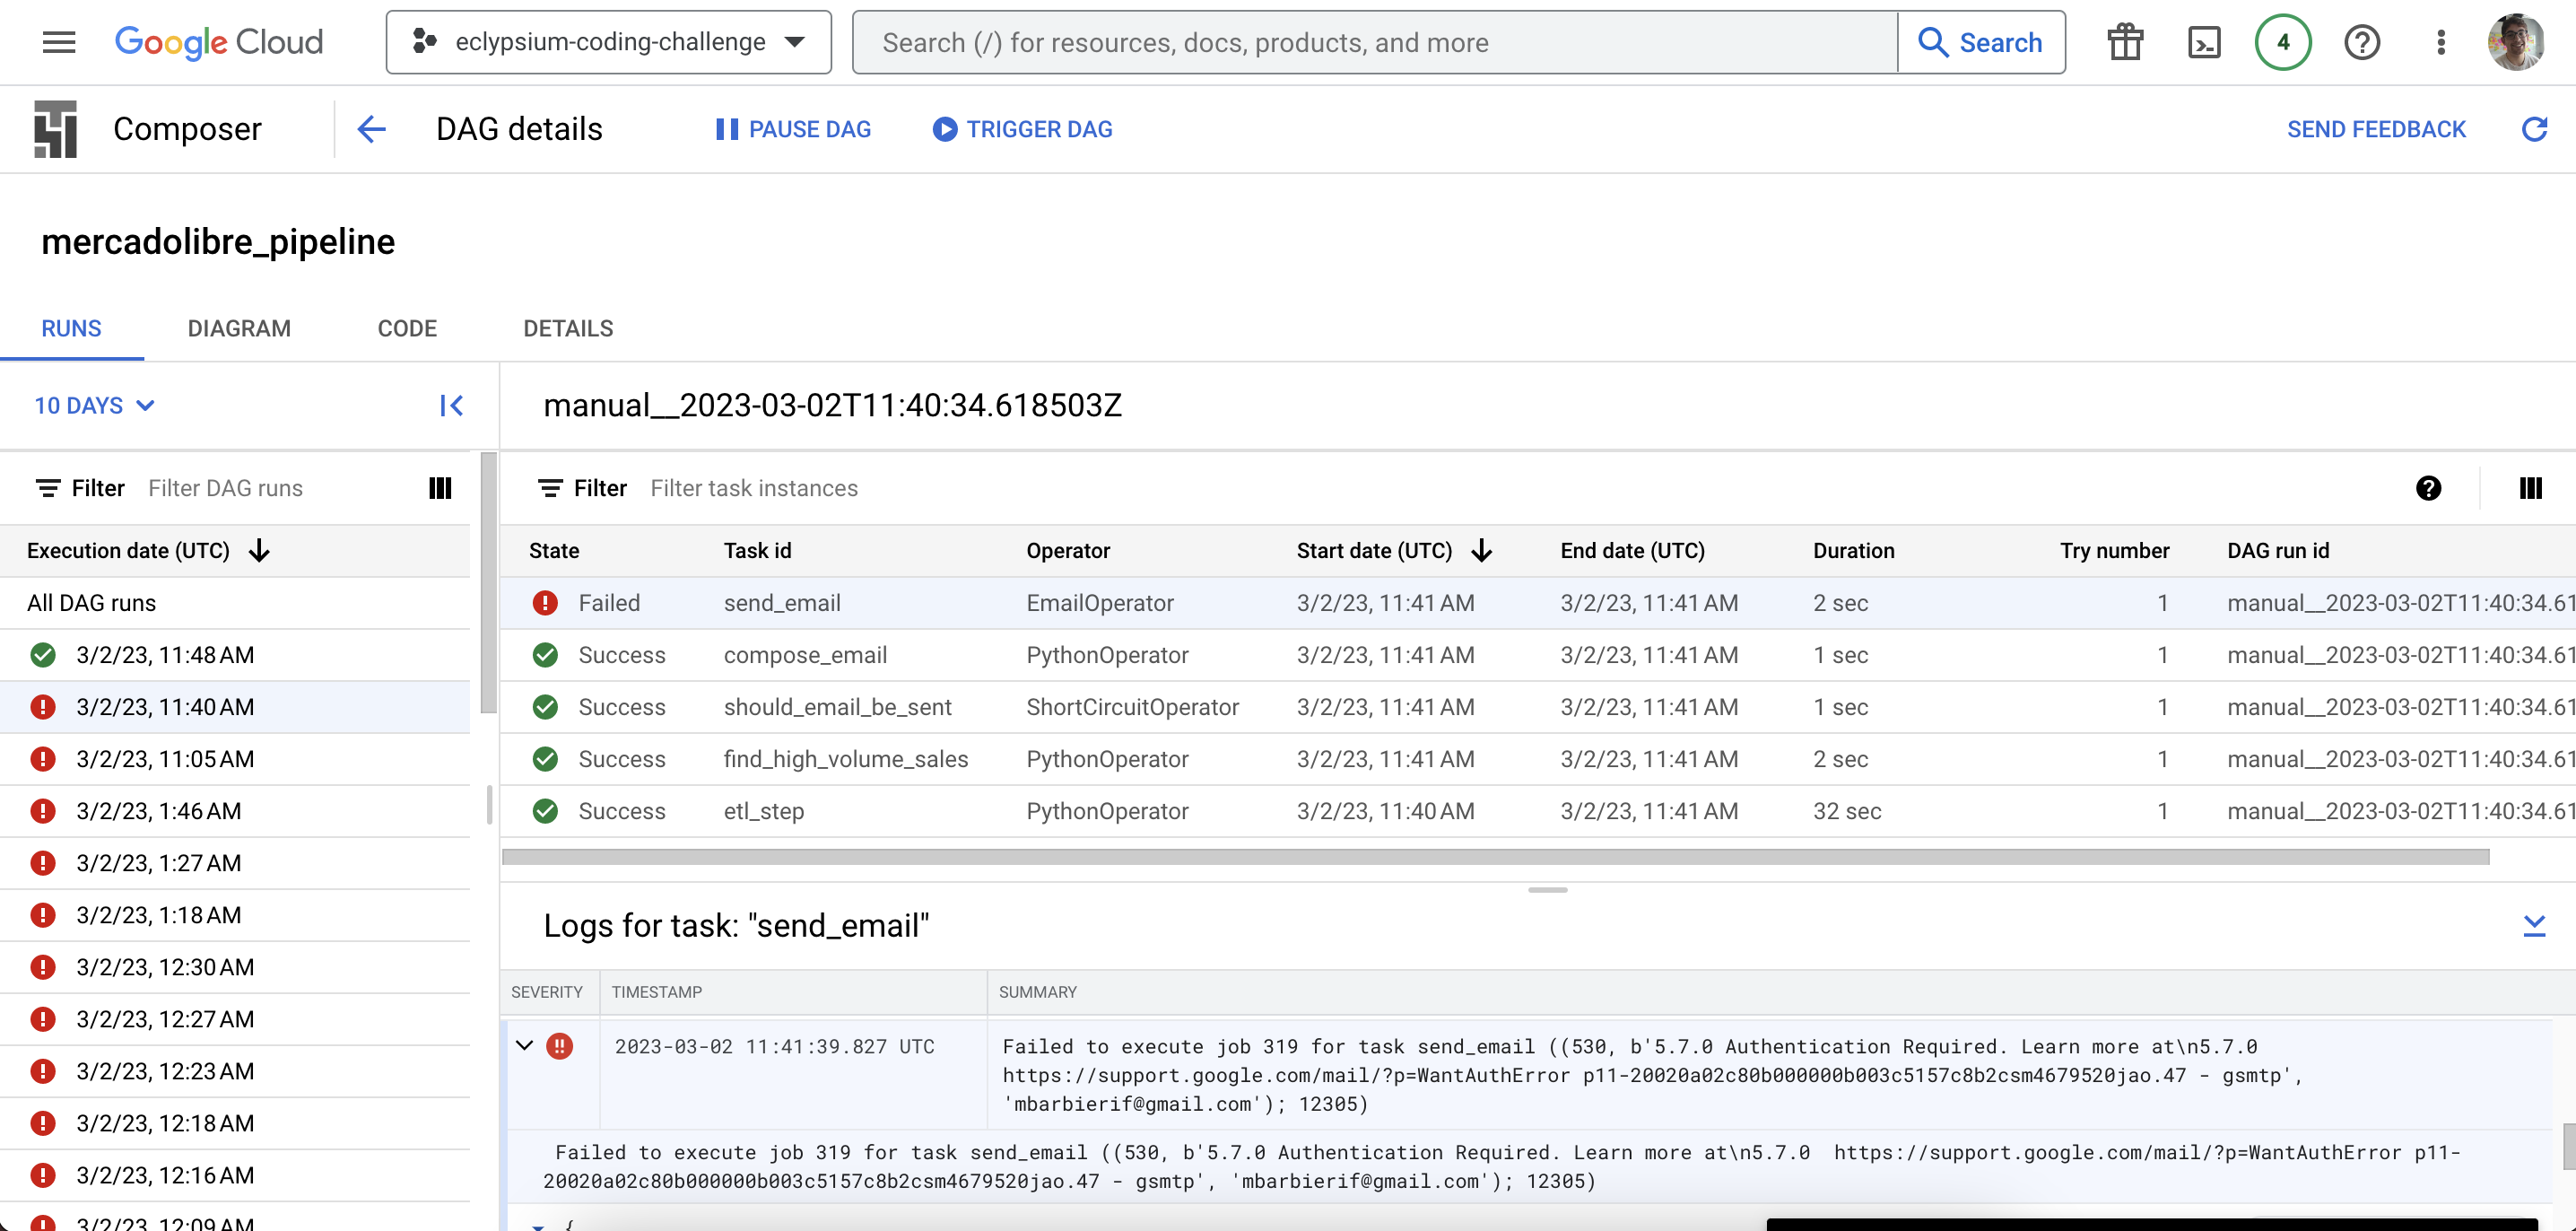 Google Cloud
eclypsium-coding-challenge
Search (/) for resources, docs, products, and more
Search
4
Composer
DAG details
PAUSE DAG
TRIGGER DAG
SEND FEEDBACK
mercadolibre_pipeline
RUNS
DIAGRAM
CODE
DETAILS
10 DAYS
manual__2023-03-02T11:40:34.618503Z
Filter Filter DAG runs
Filter Filter task instances
Execution date (UTC)
All DAG runs
3/2/23, 11:48 AM
3/2/23, 11:40 AM
3/2/23, 11:05 AM
3/2/23, 1:46 AM
3/2/23, 1:27 AM
3/2/23, 1:18 AM
3/2/23, 12:30 AM
3/2/23, 12:27 AM
3/2/23, 12:23 AM
3/2/23, 12:18 AM
3/2/23, 12:16 AM
3/2/23, 12:09 AM
State Task id Operator Start date (UTC) End date (UTC) Duration Try number DAG run id
Failed send_email EmailOperator 3/2/23, 11:41 AM 3/2/23, 11:41 AM 2 sec 1 manual__2023-03-02T11:40:34.61
Success compose_email PythonOperator 3/2/23, 11:41 AM 3/2/23, 11:41 AM 1 sec 1 manual__2023-03-02T11:40:34.61
Success should_email_be_sent ShortCircuitOperator 3/2/23, 11:41 AM 3/2/23, 11:41 AM 1 sec 1 manual__2023-03-02T11:40:34.61
Success find_high_volume_sales PythonOperator 3/2/23, 11:41 AM 3/2/23, 11:41 AM 2 sec 1 manual__2023-03-02T11:40:34.61
Success etl_step PythonOperator 3/2/23, 11:40 AM 3/2/23, 11:41 AM 32 sec 1 manual__2023-03-02T11:40:34.61
Logs for task: "send_email"
SEVERITY TIMESTAMP SUMMARY
2023-03-02 11:41:39.827 UTC
Failed to execute job 319 for task send_email ((530, b'5.7.0 Authentication Required. Learn more at\n5.7.0
https://support.google.com/mail/?p=WantAuthError p11-20020a02c80b000000b003c5157c8b2csm4679520jao.47 - gsmtp',
'mbarbierif@gmail.com'); 12305)
Failed to execute job 319 for task send_email ((530, b'5.7.0 Authentication Required. Learn more at\n5.7.0 https://support.google.com/mail/?p=WantAuthError p11-
20020a02c80b000000b003c5157c8b2csm4679520jao.47 - gsmtp', 'mbarbierif@gmail.com'); 12305)
{